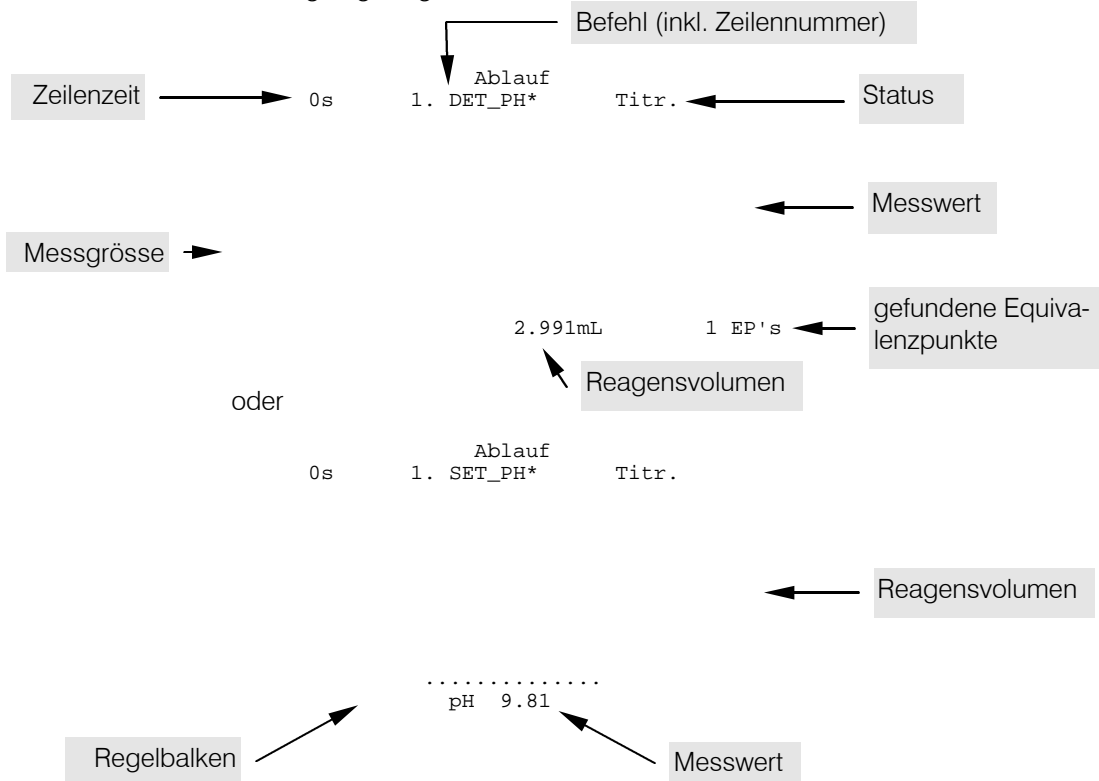 Befehl (inkl. Zeilennummer)
Ablauf
Zeilenzeit
0s 1. DET_PH* Titr.
Status
Messwert
Messgrösse
2.991mL 1 EP's
gefundene Equiva-
lenzpunkte
Reagensvolumen
oder
Ablauf
0s 1. SET_PH* Titr.
Reagensvolumen
..............
pH 9.81
Regelbalken
Messwert